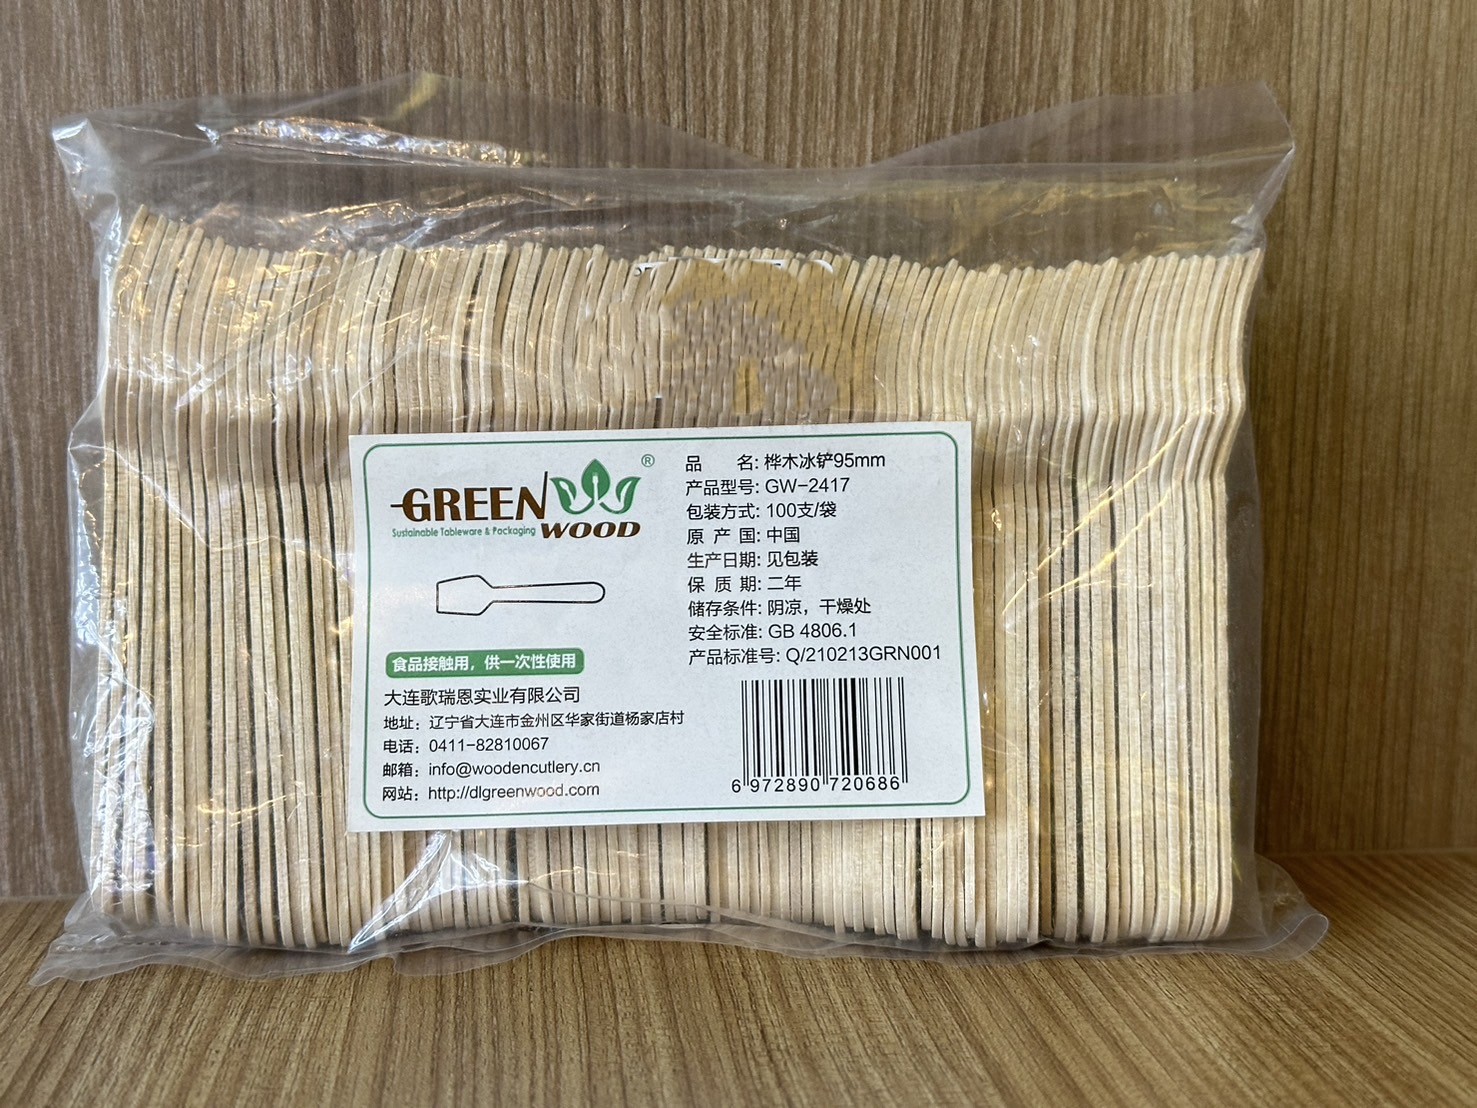 GREEN WOOD ®
Sustainable Tableware & Packaging
食品接触用，供一次性使用
大连歌瑞恩实业有限公司
地址：辽宁省大连市金州区华家街道杨家店村
电话：0411-82810067
邮箱：info@woodencutlery.cn
网站：http://dlgreenwood.com
品 名: 桦木冰铲95mm
产品型号: GW-2417
包装方式: 100支/袋
原 产 国: 中国
生产日期: 见包装
保 质 期: 二年
储存条件: 阴凉，干燥处
安全标准: GB 4806.1
产品标准号: Q/210213GRN001
6 972890 720686